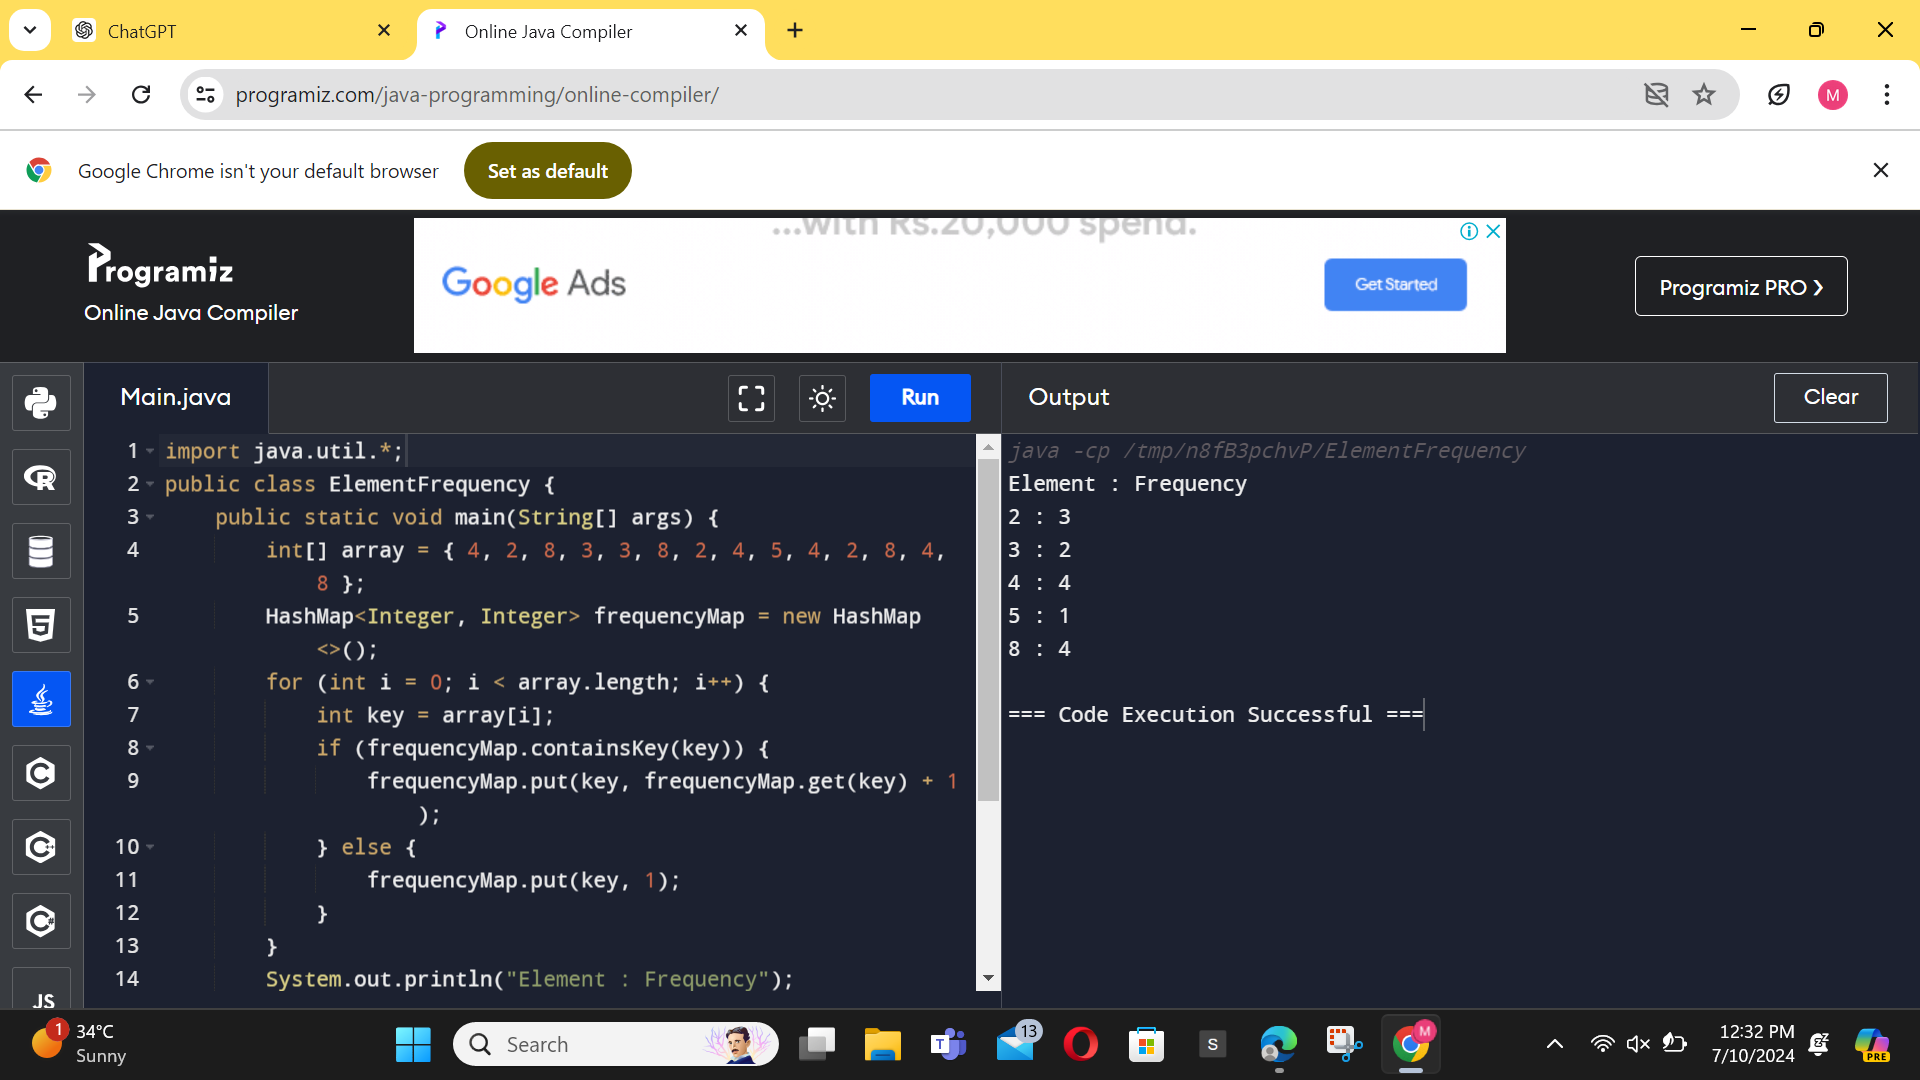 ChatGPT
Online Java Compiler
programiz.com/java-programming/online-compiler/
M
Google Chrome isn't your default browser
Set as default
Programiz
Online Java Compiler
...with Rs.20,000 spend.
Google Ads
Get Started
Programiz PRO ❯
Main.java
Run
Output
Clear
1 import java.util.*;
2 public class ElementFrequency {
3 public static void main(String[] args) {
4 int[] array = { 4, 2, 8, 3, 3, 8, 2, 4, 5, 4, 2, 8, 4,
8 };
5 HashMap<Integer, Integer> frequencyMap = new HashMap
<>();
6 for (int i = 0; i < array.length; i++) {
7 int key = array[i];
8 if (frequencyMap.containsKey(key)) {
9 frequencyMap.put(key, frequencyMap.get(key) + 1
);
10 } else {
11 frequencyMap.put(key, 1);
12 }
13 }
14 System.out.println("Element : Frequency");
java -cp /tmp/n8fB3pchvP/ElementFrequency
Element : Frequency
2 : 3
3 : 2
4 : 4
5 : 1
8 : 4
=== Code Execution Successful ===
R
5
C
C++
C#
JS
1
34°C
Sunny
Search
T
13
S
M
12:32 PM
7/10/2024
PRE